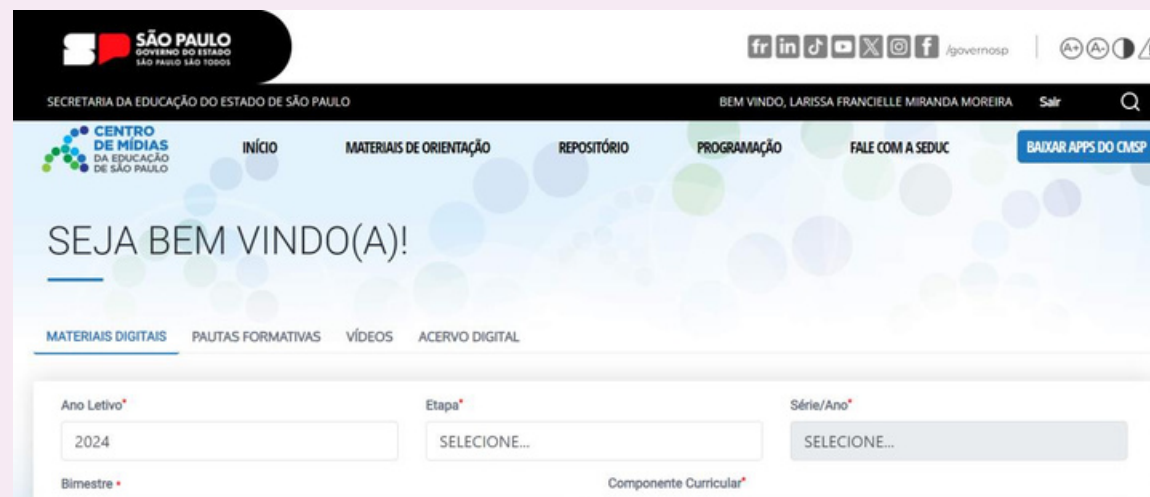 SÃO PAULO
GOVERNO DO ESTADO
SÃO PAULO SÃO TODOS
fr in X f /governosp A+ A-
SECRETARIA DA EDUCAÇÃO DO ESTADO DE SÃO PAULO BEM VINDO, LARISSA FRANCIELLE MIRANDA MOREIRA Sair
CENTRO
DE MÍDIAS
DA EDUCAÇÃO
DE SÃO PAULO
INÍCIO MATERIAIS DE ORIENTAÇÃO REPOSITÓRIO PROGRAMAÇÃO FALE COM A SEDUC BAIXAR APPS DO CMSP
SEJA BEM VINDO(A)!
MATERIAIS DIGITAIS PAUTAS FORMATIVAS VÍDEOS ACERVO DIGITAL
Ano Letivo* Etapa* Série/Ano*
2024 SELECIONE... SELECIONE...
Bimestre • Componente Curricular*